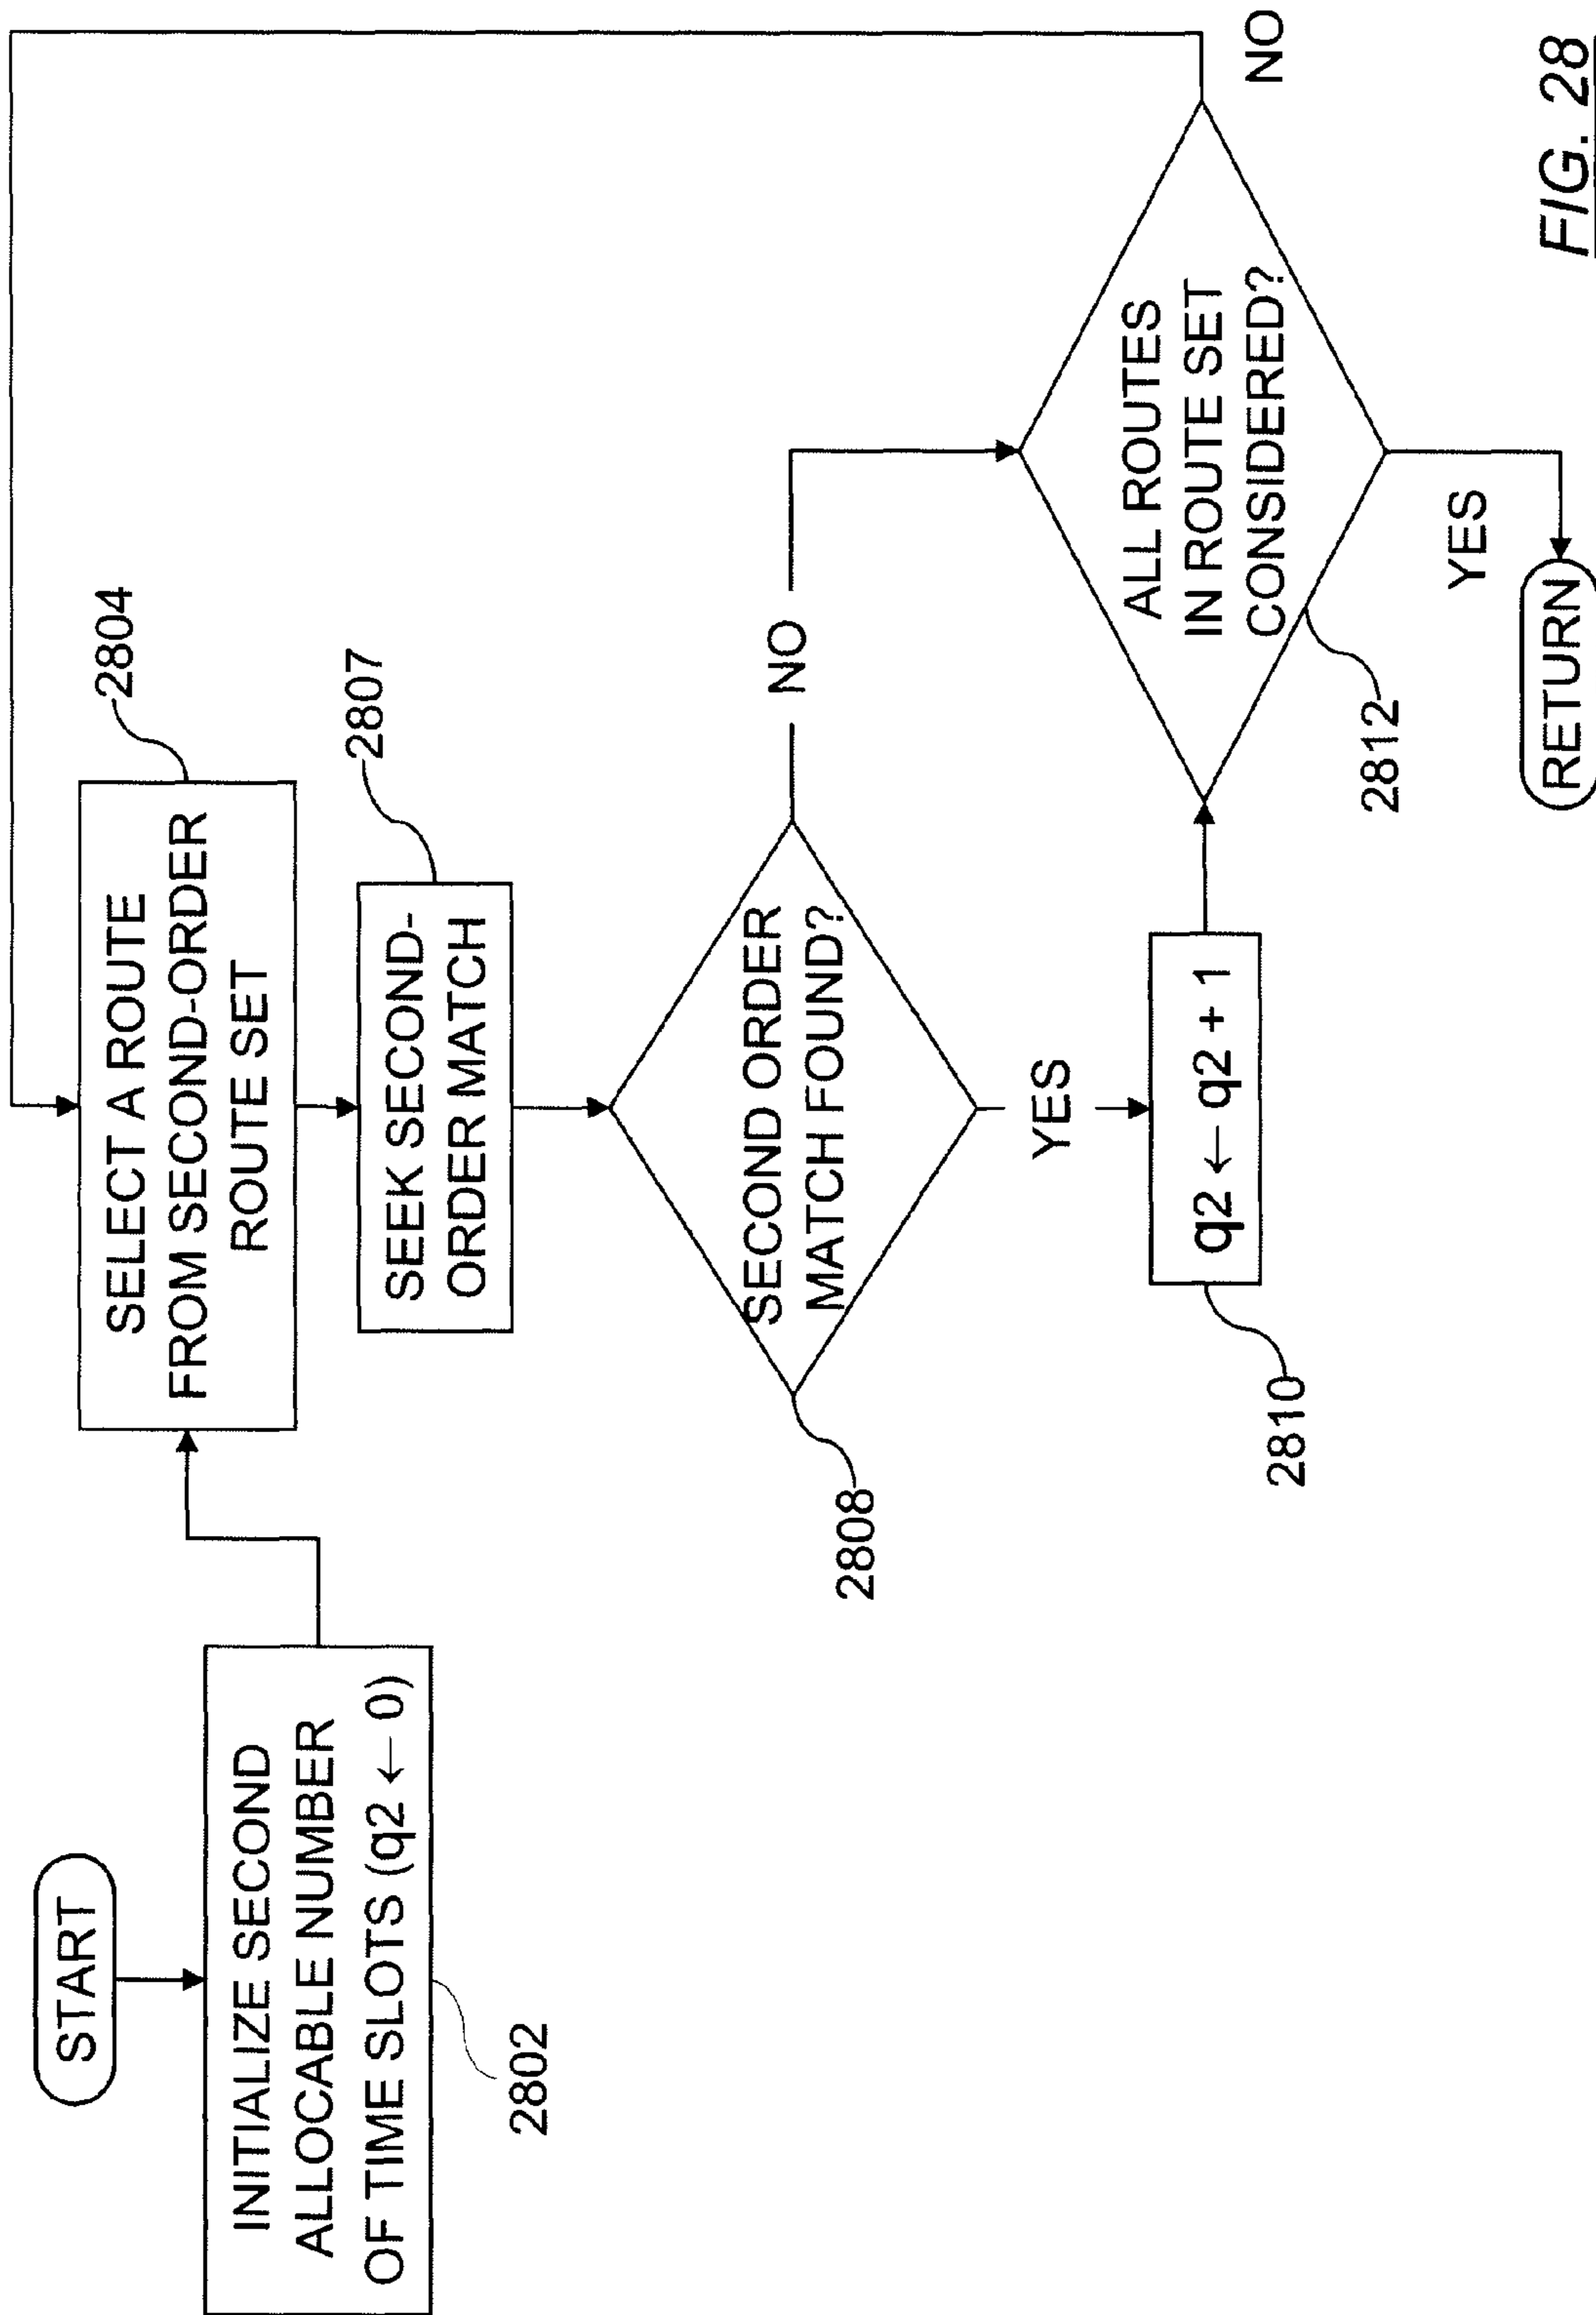 START
INITIALIZE SECOND
ALLOCABLE NUMBER
OF TIME SLOTS (q2 ← 0)
2802
SELECT A ROUTE
FROM SECOND-ORDER
ROUTE SET
2804
SEEK SECOND-
ORDER MATCH
2807
SECOND ORDER
MATCH FOUND?
2808
NO
YES
q2 ← q2 + 1
2810
ALL ROUTES
IN ROUTE SET
CONSIDERED?
2812
NO
YES
RETURN
FIG. 28